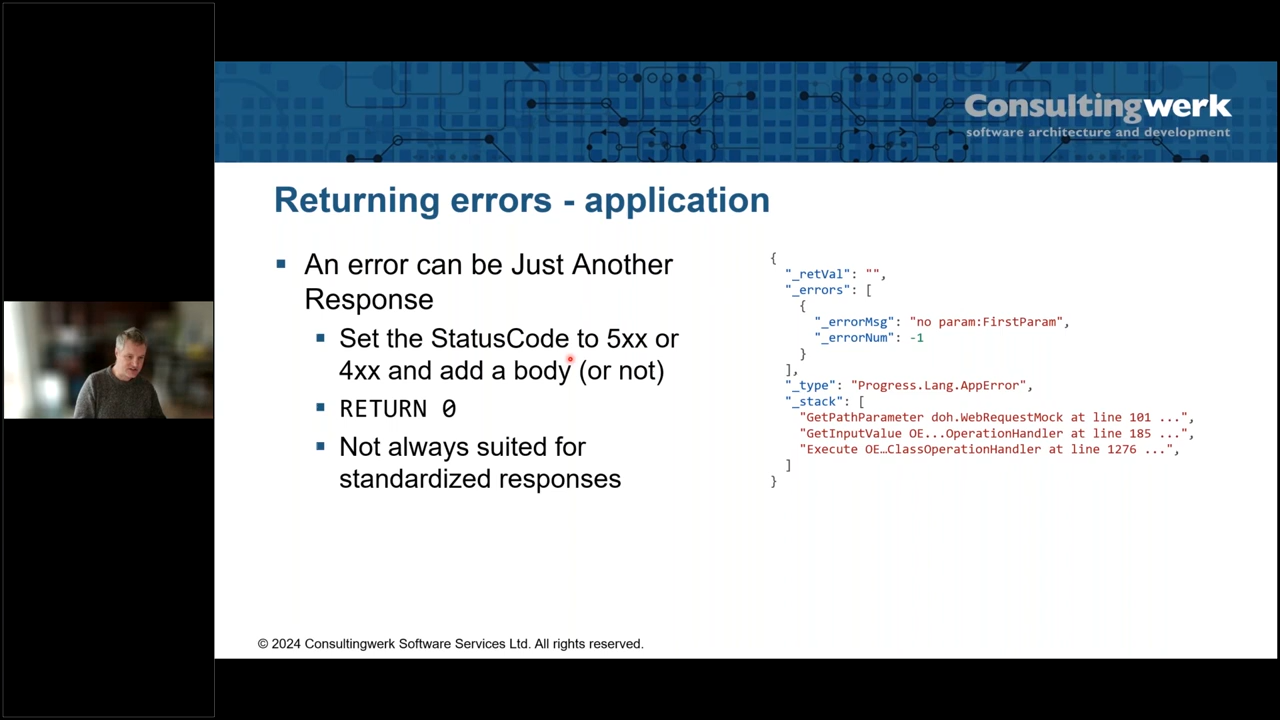 Consultingwerk
software architecture and development
Returning errors - application
An error can be Just Another
Response
Set the StatusCode to 5xx or
4xx and add a body (or not)
RETURN 0
Not always suited for
standardized responses
{
"_retVal": "",
"_errors": [
{
"_errorMsg": "no param:FirstParam",
"_errorNum": -1
}
],
"_type": "Progress.Lang.AppError",
"_stack": [
"GetPathParameter doh.WebRequestMock at line 101 ...",
"GetInputValue OE...OperationHandler at line 185 ...",
"Execute OE…ClassOperationHandler at line 1276 ...",
]
}
© 2024 Consultingwerk Software Services Ltd. All rights reserved.